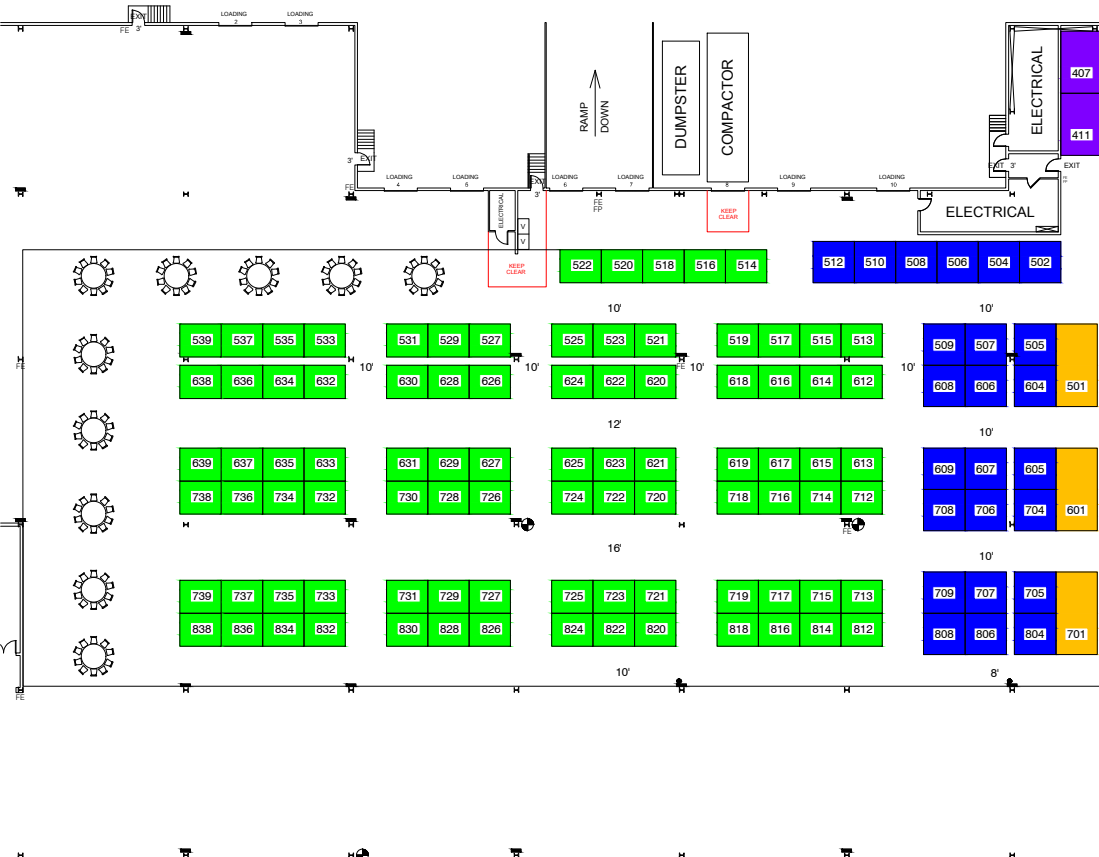 EXIT
FE 3'
LOADING
2
LOADING
3
RAMP
DOWN
DUMPSTER
COMPACTOR
ELECTRICAL
407
411
3' EXIT
FE
LOADING
4
LOADING
5
EXIT
3'
LOADING
6
LOADING
7
8
LOADING
9
LOADING
10
EXIT 3'
EXIT
FE
FP
ELECTRICAL
V
V
KEEP
CLEAR
KEEP
CLEAR
ELECTRICAL
522 520 518 516 514
512 510 508 506 504 502
10' 10'
539 537 535 533 531 529 527 525 523 521 519 517 515 513 509 507 505
FE 10' 10' FE 10' 10'
638 636 634 632 630 628 626 624 622 620 618 616 614 612 608 606 604 501
12' 10'
639 637 635 633 631 629 627 625 623 621 619 617 615 613 609 607 605
738 736 734 732 730 728 726 724 722 720 718 716 714 712 708 706 704 601
FE
16' 10'
739 737 735 733 731 729 727 725 723 721 719 717 715 713 709 707 705
838 836 834 832 830 828 826 824 822 820 818 816 814 812 808 806 804 701
10' 8'
FE